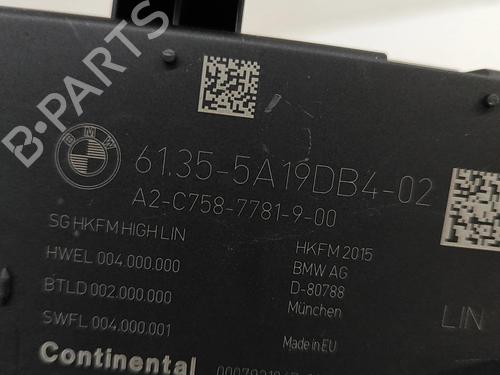 B-PARTS
BMW
61.35-5A19DB4-02
A2-C758-7781-9-00
SG HKFM HIGH LIN
HWEL 004.000.000
BTLD 002.000.000
SWFL 004.000.001
HKFM 2015
BMW AG
D-80788
München
Made in EU
LIN
Continental